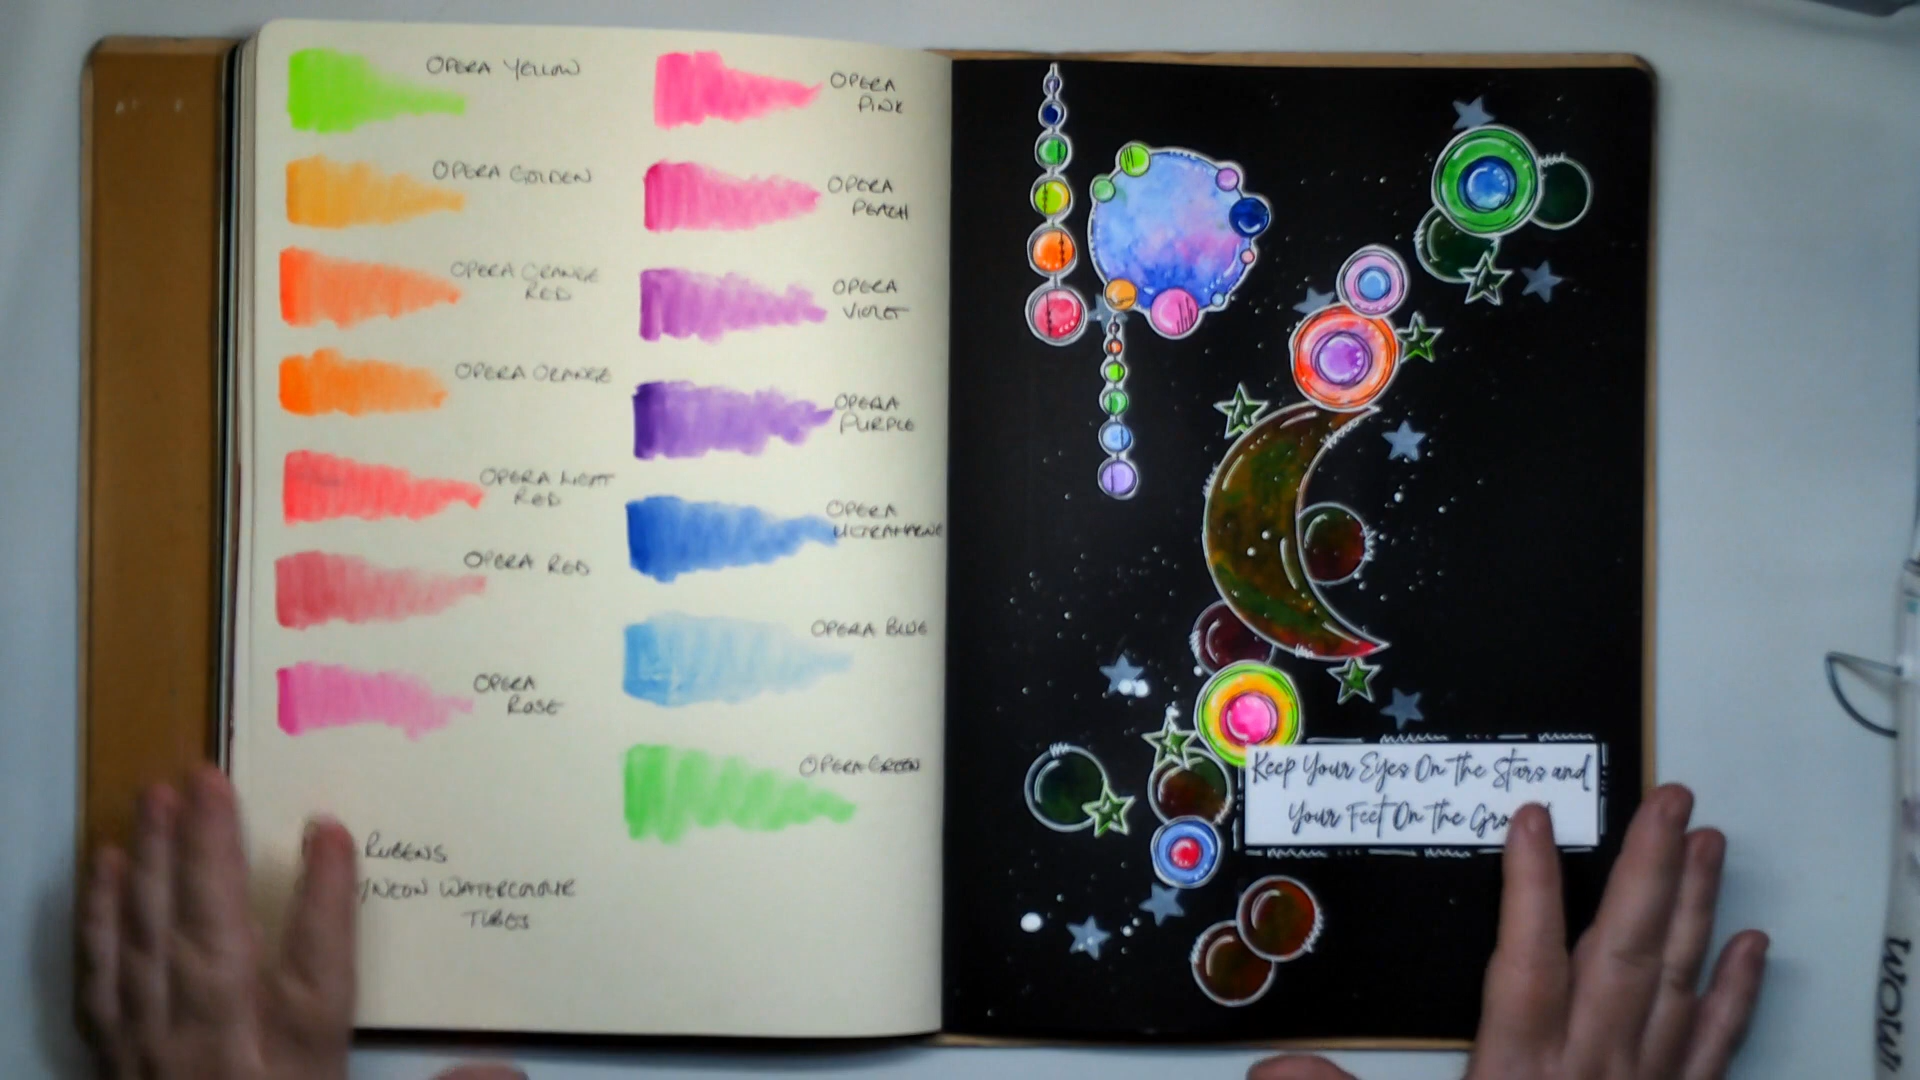 OPERA YELLOW
OPERA GOLDEN
OPERA ORANGE
RED
OPERA ORANGE
OPERA LIGHT
RED
OPERA RED
OPERA
ROSE
RUBENS
/NEON WATERCOLOUR
TUBES
OPERA
PINK
OPERA
PEACH
OPERA
VIOLET
OPERA
PURPLE
OPERA
ULTRAMARINE
OPERA BLUE
OPERA GREEN
Keep Your Eyes On the Stars and
Your Feet On the
WOW